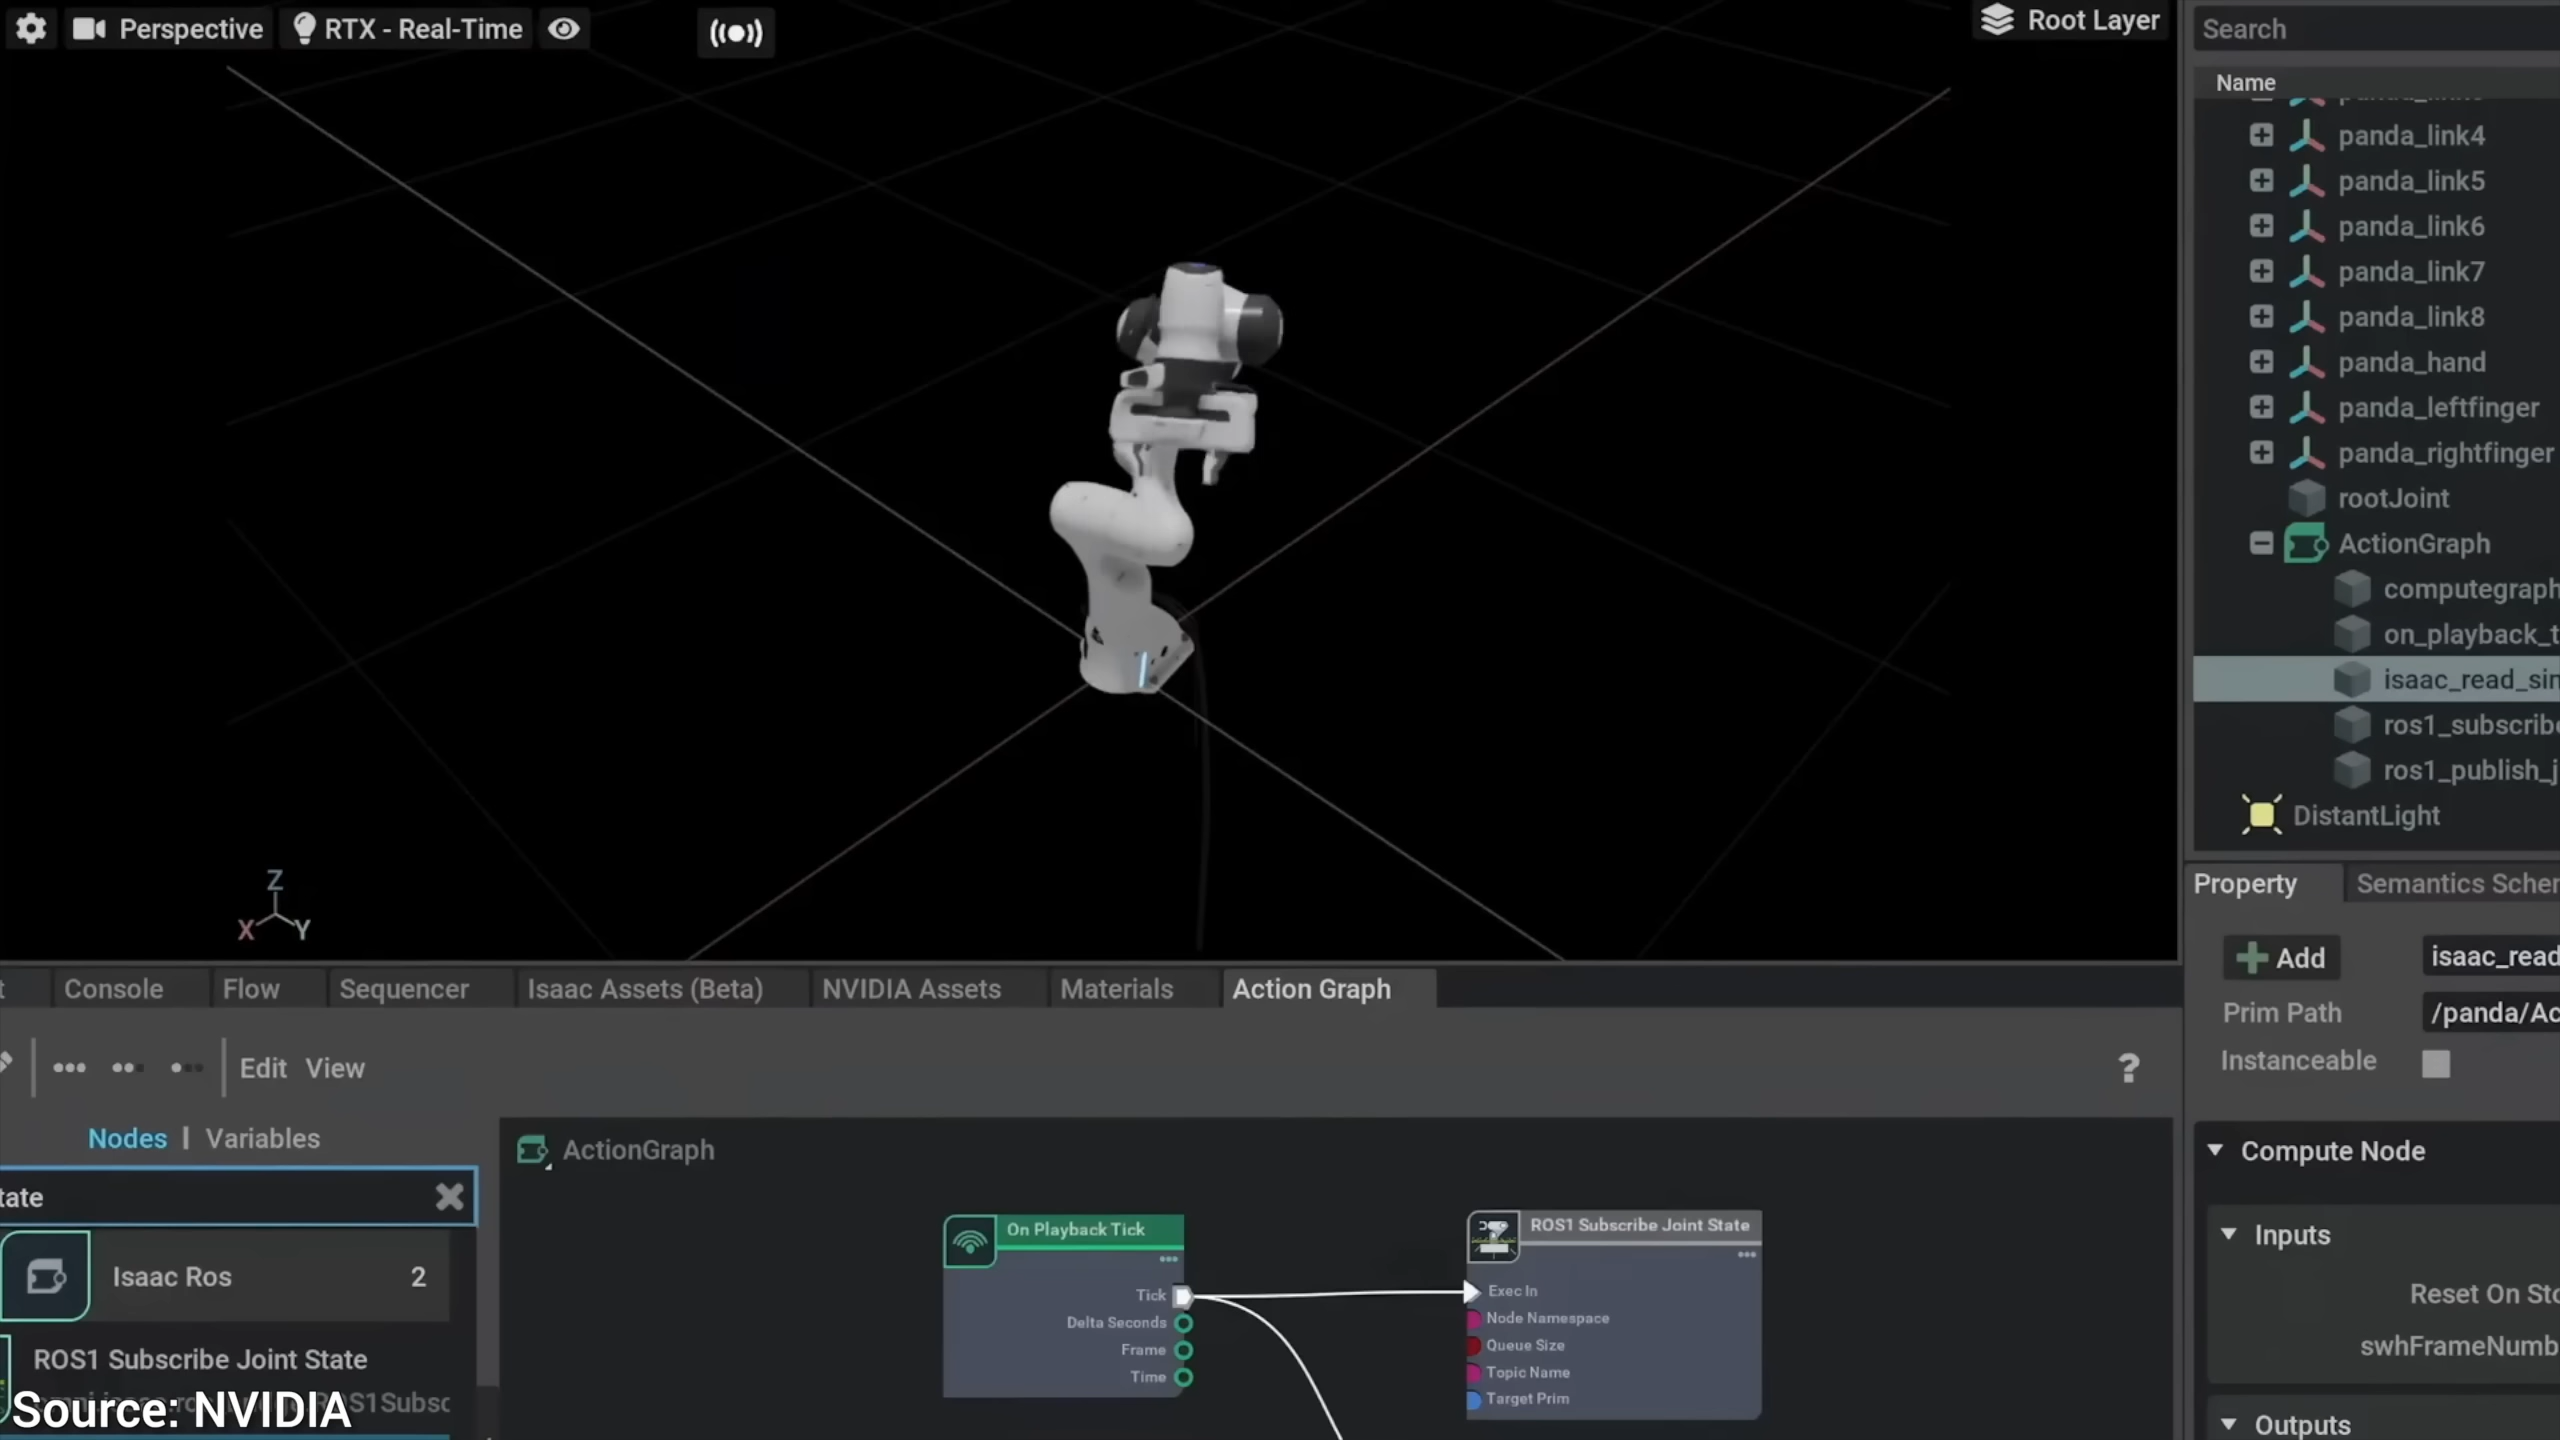 Perspective
RTX - Real-Time
Root Layer
Search
Name
panda_link4
panda_link5
panda_link6
panda_link7
panda_link8
panda_hand
panda_leftfinger
panda_rightfinger
rootJoint
ActionGraph
computegraph
on_playback_t
isaac_read_sim
ros1_subscribe
ros1_publish_j
DistantLight
Z
X
Y
Console
Flow
Sequencer
Isaac Assets (Beta)
NVIDIA Assets
Materials
Action Graph
Property
Semantics Schem
Add
isaac_read
Prim Path
/panda/Ac
Instanceable
Edit
View
?
Nodes | Variables
tate
Isaac Ros
2
ROS1 Subscribe Joint State
ROS1Subsc
Source: NVIDIA
ActionGraph
On Playback Tick
Tick
Delta Seconds
Frame
Time
ROS1 Subscribe Joint State
Exec In
Node Namespace
Queue Size
Topic Name
Target Prim
Compute Node
Inputs
Reset On Sto
swhFrameNumb
Outputs